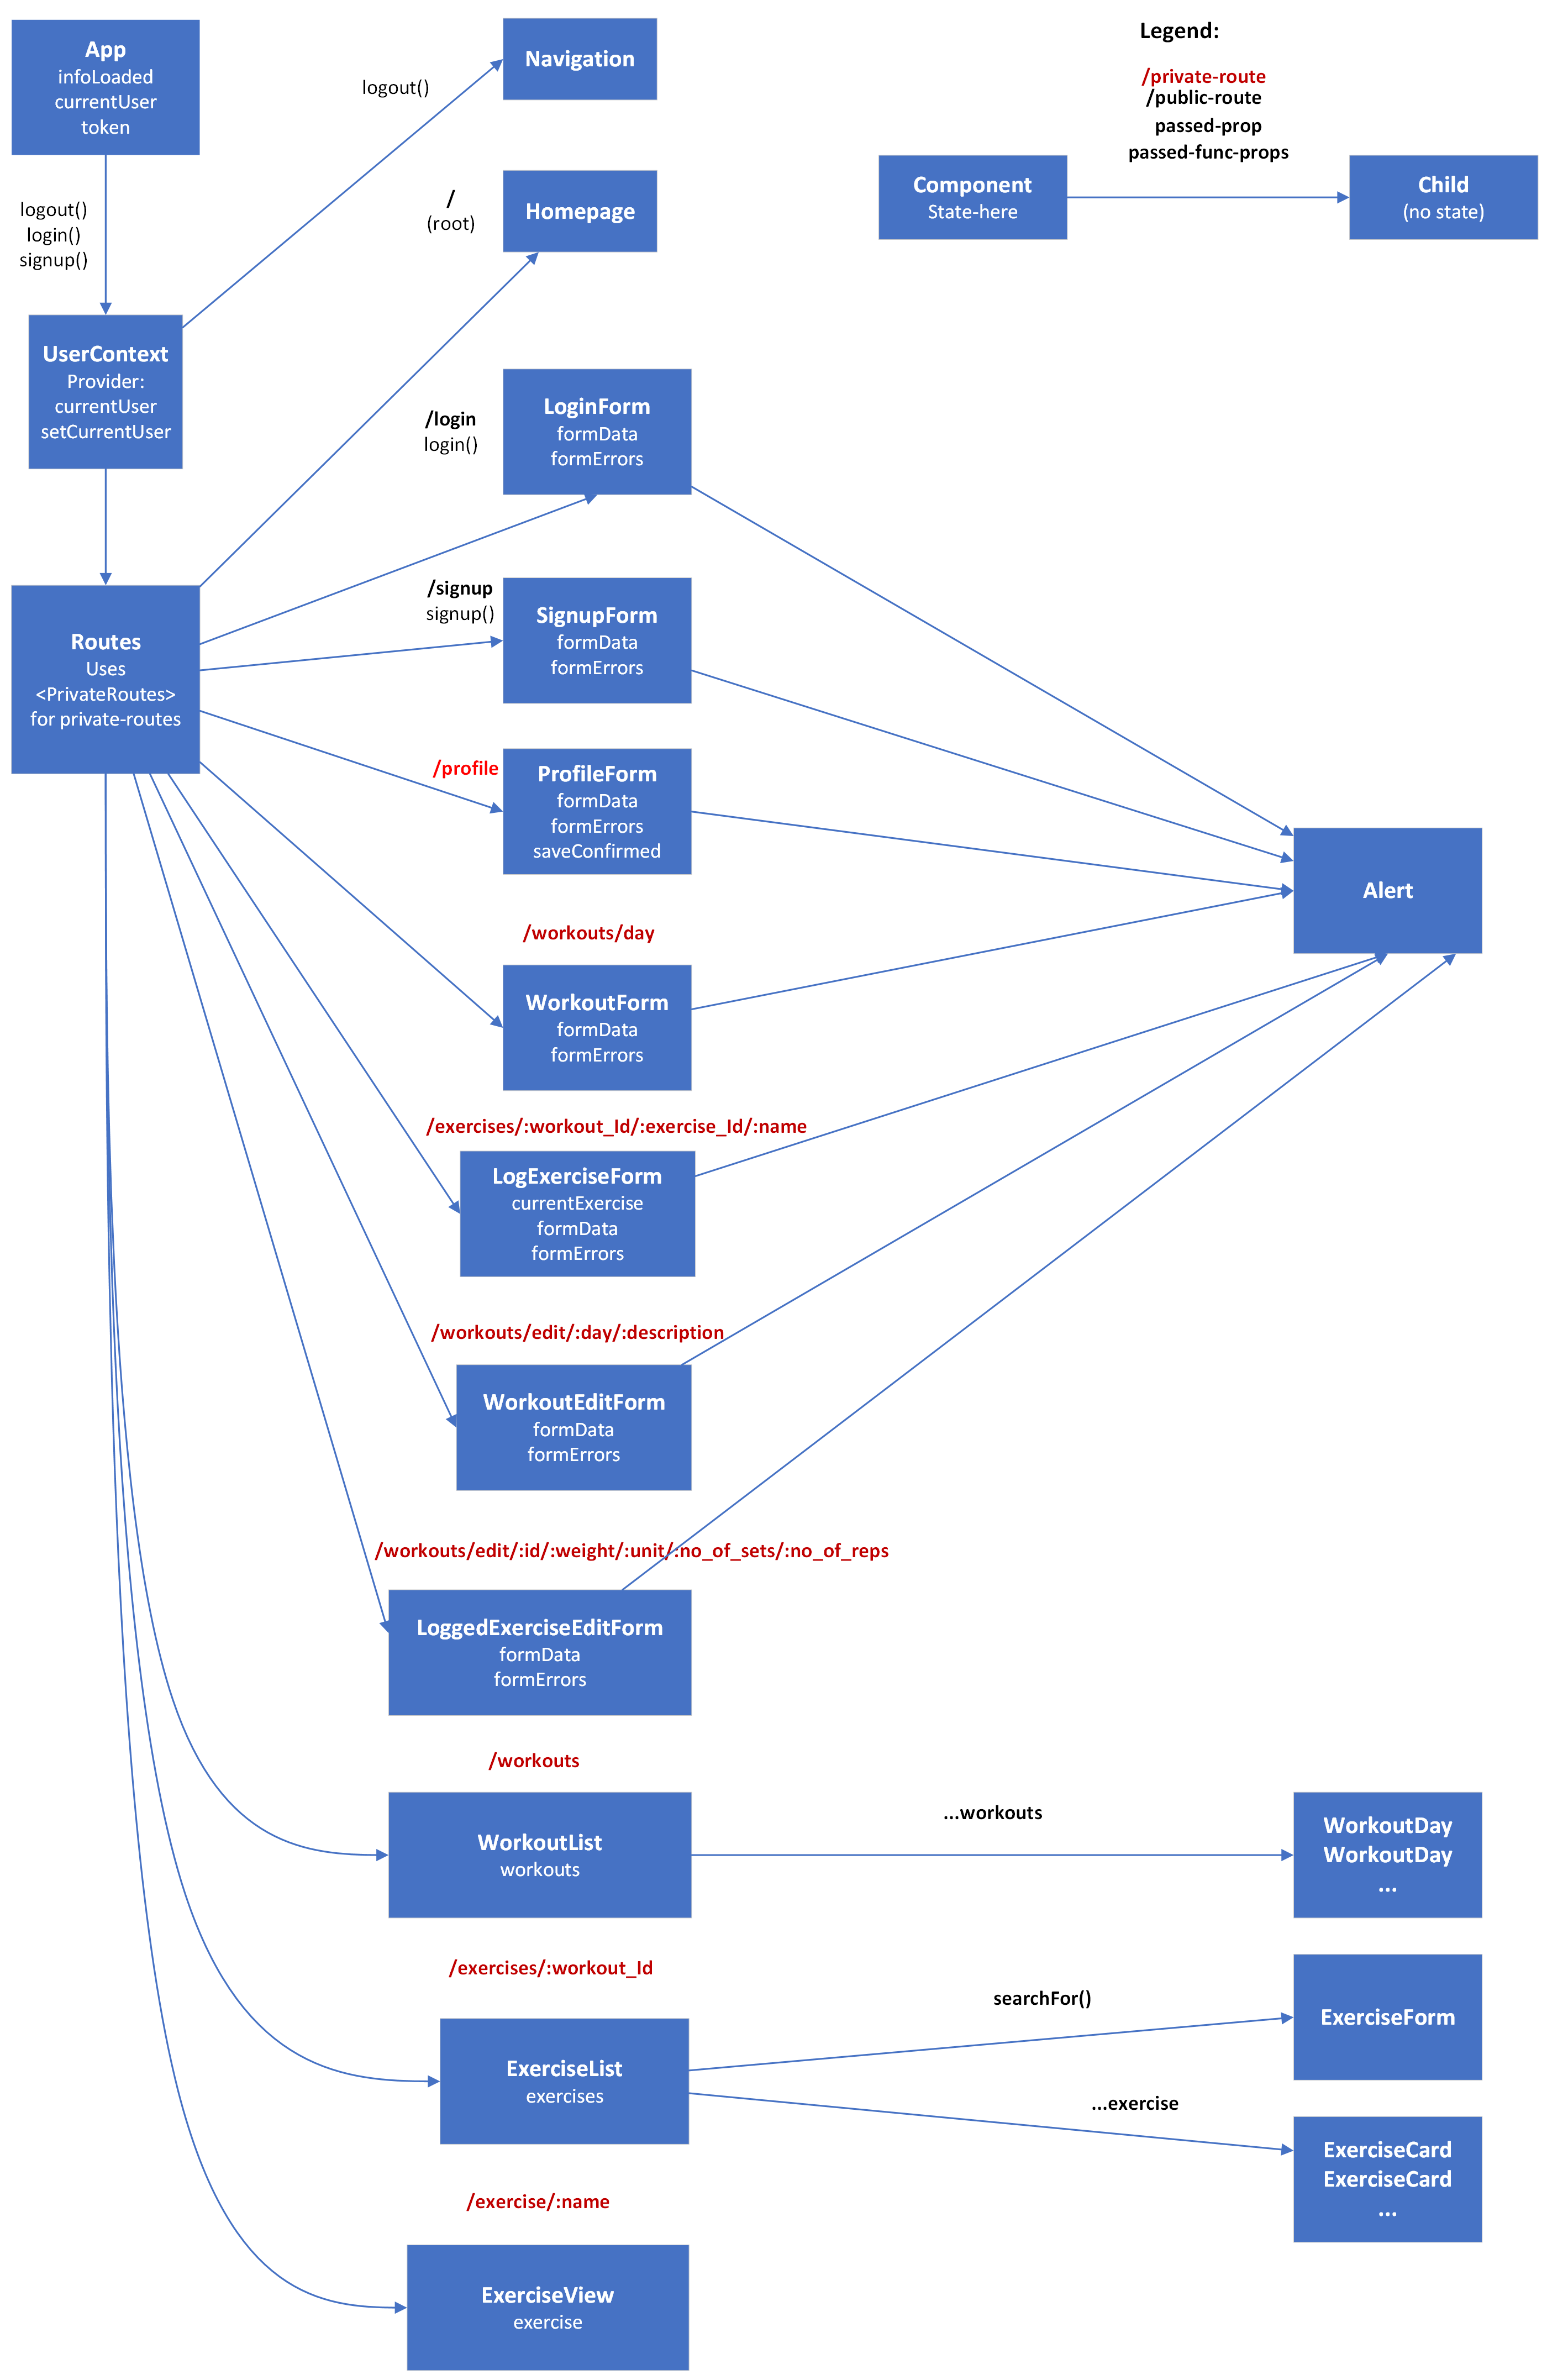 App
infoLoaded
currentUser
token
logout()
login()
signup()
UserContext
Provider:
currentUser
setCurrentUser
Routes
Uses
<PrivateRoutes>
for private-routes
logout()
Navigation
/
(root)
Homepage
Legend:
/private-route
/public-route
passed-prop
passed-func-props
Component
State-here
Child
(no state)
/login
login()
LoginForm
formData
formErrors
/signup
signup()
SignupForm
formData
formErrors
/profile
ProfileForm
formData
formErrors
saveConfirmed
Alert
/workouts/day
WorkoutForm
formData
formErrors
/exercises/:workout_Id/:exercise_Id/:name
LogExerciseForm
currentExercise
formData
formErrors
/workouts/edit/:day/:description
WorkoutEditForm
formData
formErrors
/workouts/edit/:id/:weight/:unit/:no_of_sets/:no_of_reps
LoggedExerciseEditForm
formData
formErrors
/workouts
WorkoutList
workouts
...workouts
WorkoutDay
WorkoutDay
...
/exercises/:workout_Id
ExerciseList
exercises
searchFor()
ExerciseForm
...exercise
ExerciseCard
ExerciseCard
...
/exercise/:name
ExerciseView
exercise